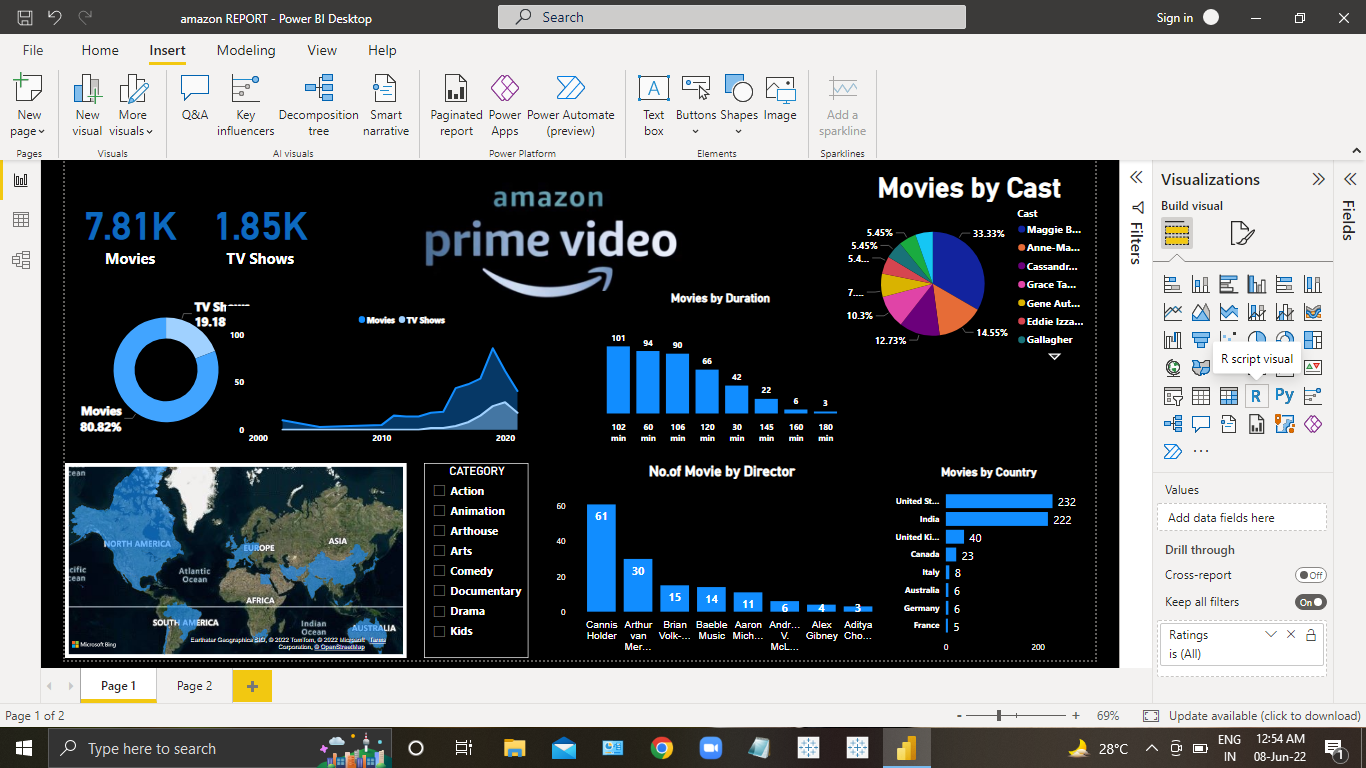 amazon REPORT - Power BI Desktop
Search
Sign in
File Home Insert Modeling View Help
New page
New visual
More visuals
Q&A
Key influencers
Decomposition tree
Smart narrative
Paginated report
Power Apps
Power Automate (preview)
Text box
Buttons
Shapes
Image
Add a sparkline
Pages
Visuals
AI visuals
Power Platform
Elements
Sparklines
7.81K
Movies
1.85K
TV Shows
amazon
prime video
Movies by Cast
Cast
Maggie B...
Anne-Ma...
Cassandr...
Grace Ta...
Gene Aut...
Eddie Izza...
Gallagher
33.33%
14.55%
12.73%
10.3%
7....
5.4...
5.45%
5.45%
TV Sh
19.18
Movies
80.82%
Movies TV Shows
100
50
0
2000 2010 2020
Movies by Duration
101 94 90 66 42 22 6 3
102 min
60 min
106 min
120 min
30 min
145 min
160 min
180 min
cean
NORTH AMERICA
EUROPE
ASIA
cific
cean
Atlantic
Ocean
AFRICA
SOUTH AMERICA
Indian
Ocean
AUSTRALIA
Microsoft Bing
Earthstar Geographics SIO, © 2022 TomTom, © 2022 Microsoft Terms
Corporation, © OpenStreetMap
CATEGORY
Action
Animation
Arthouse
Arts
Comedy
Documentary
Drama
Kids
No.of Movie by Director
60
40
20
0
61 30 15 14 11 6 4 3
Cannis Holder
Arthur van Mer...
Brian Volk-...
Baeble Music
Aaron Mich...
Andr... V. McL...
Alex Gibney
Aditya Cho...
Movies by Country
United St... 232
India 222
United Ki... 40
Canada 23
Italy 8
Australia 6
Germany 6
France 5
0 200
Filters
Visualizations
Build visual
R script visual
R
Py
Values
Add data fields here
Drill through
Cross-report
Off
Keep all filters
On
Ratings
is (All)
Fields
Page 1
Page 2
Page 1 of 2
69%
Update available (click to download)
Type here to search
28°C
ENG
IN
12:54 AM
08-Jun-22
1